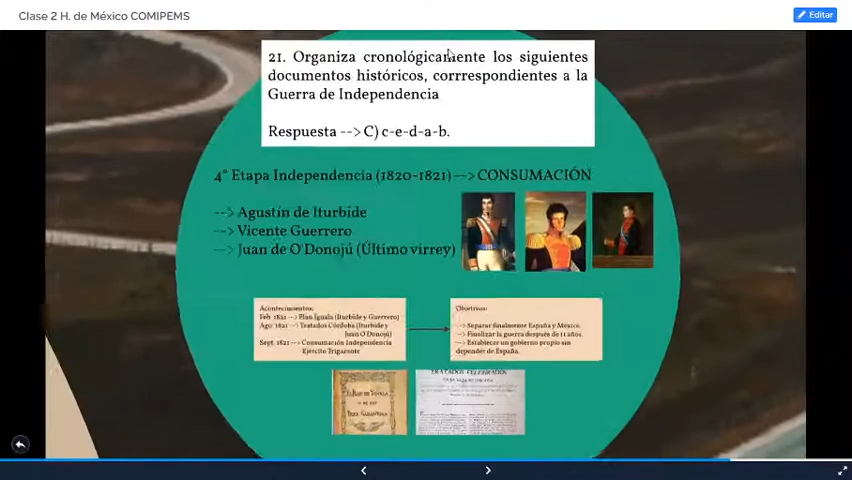 Clase 2 H. de México COMIPEMS
Editar
21. Organiza cronológicamente los siguientes
documentos históricos, corrrespondientes a la
Guerra de Independencia
Respuesta --> C) c-e-d-a-b.
4ª Etapa Independencia (1820-1821) --> CONSUMACIÓN
--> Agustín de Iturbide
--> Vicente Guerrero
--> Juan de O'Donojú (Último virrey)
Acontecimientos:
Feb. 1821 --> Plan Iguala (Iturbide y Guerrero)
Ago. 1821 --> Tratados Córdoba (Iturbide y
Juan O'Donojú)
Sept. 1821 --> Consumación Independencia
Ejército Trigarante
Objetivos:
--> Separar finalmente España y México.
--> Finalizar la guerra después de 11 años.
--> Establecer un gobierno propio sin
depender de España.
TRATADOS CELEBRADOS